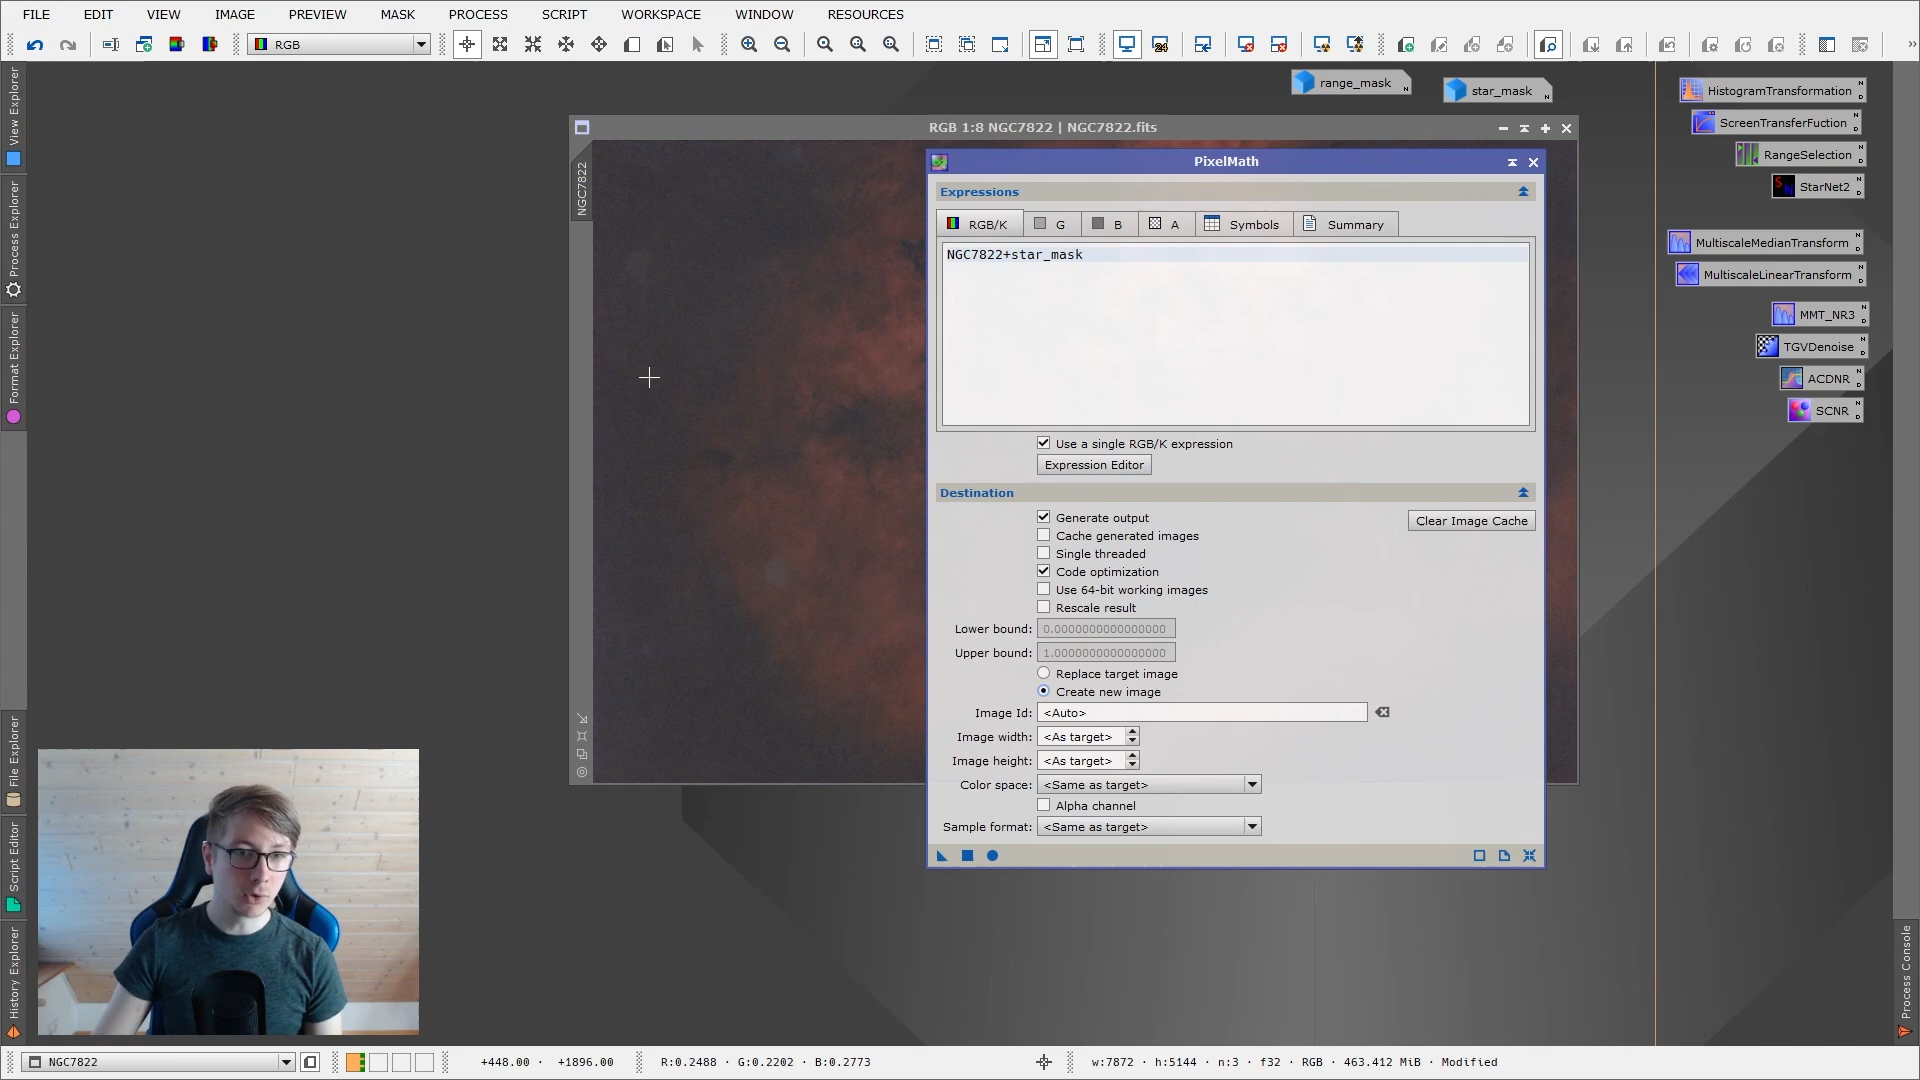 FILE EDIT VIEW IMAGE PREVIEW MASK PROCESS SCRIPT WORKSPACE WINDOW RESOURCES
RGB
24
range_mask
star_mask
HistogramTransformation
ScreenTransferFuction
RangeSelection
StarNet2
MultiscaleMedianTransform
MultiscaleLinearTransform
MMT_NR3
TGVDenoise
ACDNR
SCNR
View Explorer
Process Explorer
Format Explorer
File Explorer
Script Editor
History Explorer
Process Console
RGB 1:8 NGC7822 | NGC7822.fits
NGC7822
PixelMath
Expressions
RGB/K G B A Symbols Summary
NGC7822+star_mask
Use a single RGB/K expression
Expression Editor
Destination
Generate output
Clear Image Cache
Cache generated images
Single threaded
Code optimization
Use 64-bit working images
Rescale result
Lower bound: 0.0000000000000000
Upper bound: 1.0000000000000000
Replace target image
Create new image
Image Id: <Auto>
Image width: <As target>
Image height: <As target>
Color space: <Same as target>
Alpha channel
Sample format: <Same as target>
NGC7822
+448.00 · +1896.00
R:0.2488 · G:0.2202 · B:0.2773
w:7872 · h:5144 · n:3 · f32 · RGB · 463.412 MiB · Modified